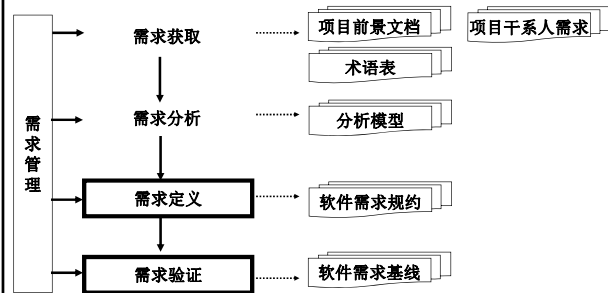 需求获取
项目前景文档
项目干系人需求
术语表
需求管理
需求分析
分析模型
需求定义
软件需求规约
需求验证
软件需求基线